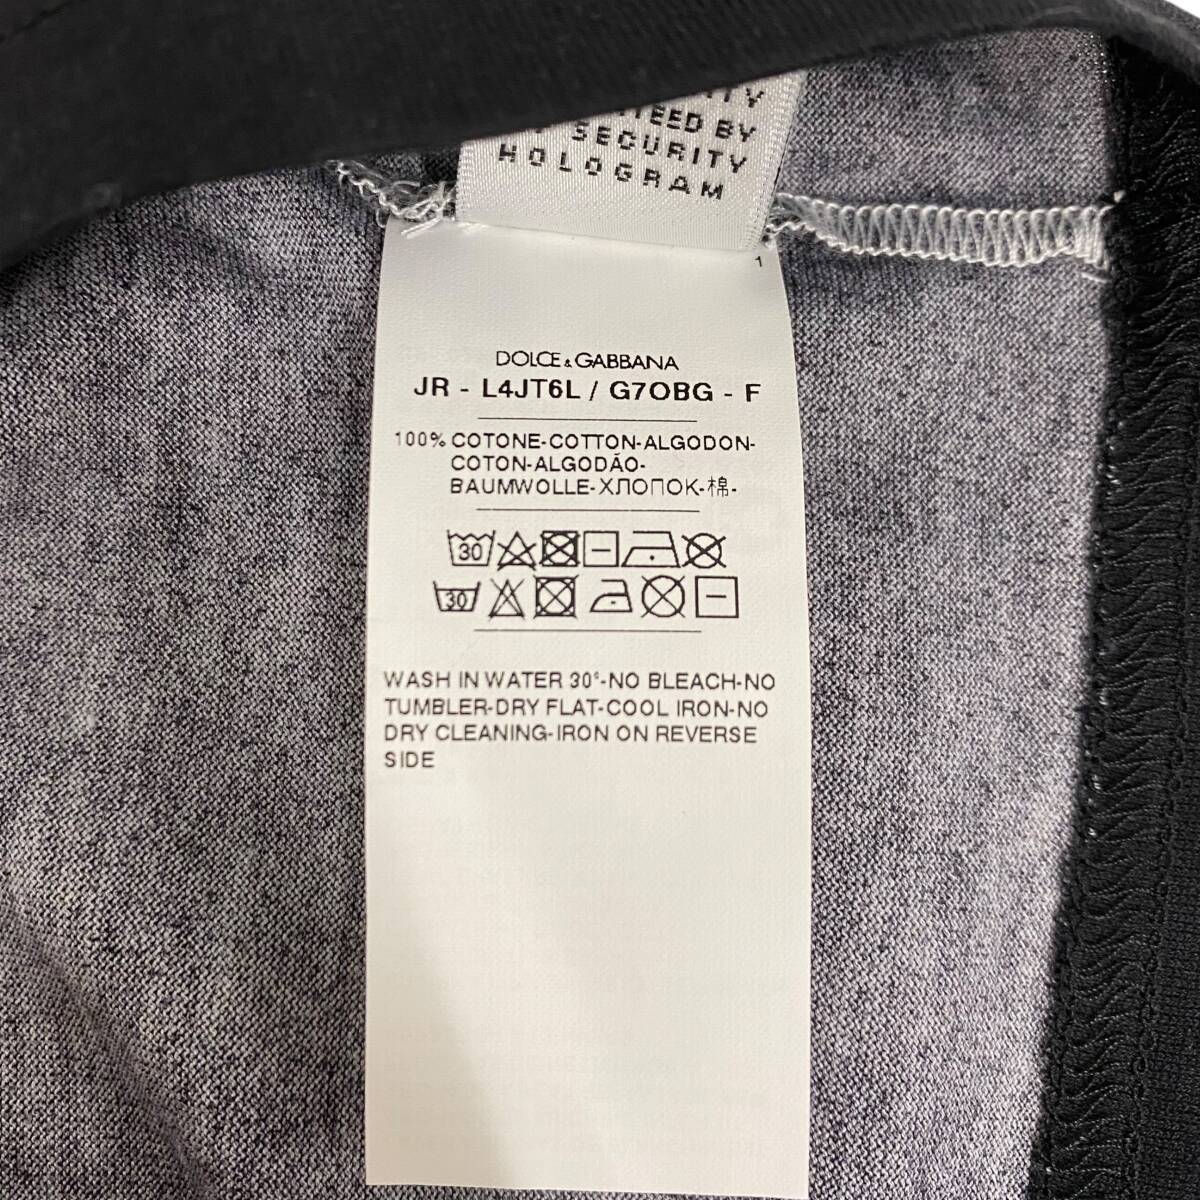 BY
SECURITY
HOLOGRAM
1
DOLCE & GABBANA
JR - L4JT6L / G7OBG - F
100% COTONE-COTTON-ALGODON-
COTON-ALGODÃO-
BAUMWOLLE-ХЛОПОК-棉-
30
30
WASH IN WATER 30°-NO BLEACH-NO
TUMBLER-DRY FLAT-COOL IRON-NO
DRY CLEANING-IRON ON REVERSE
SIDE